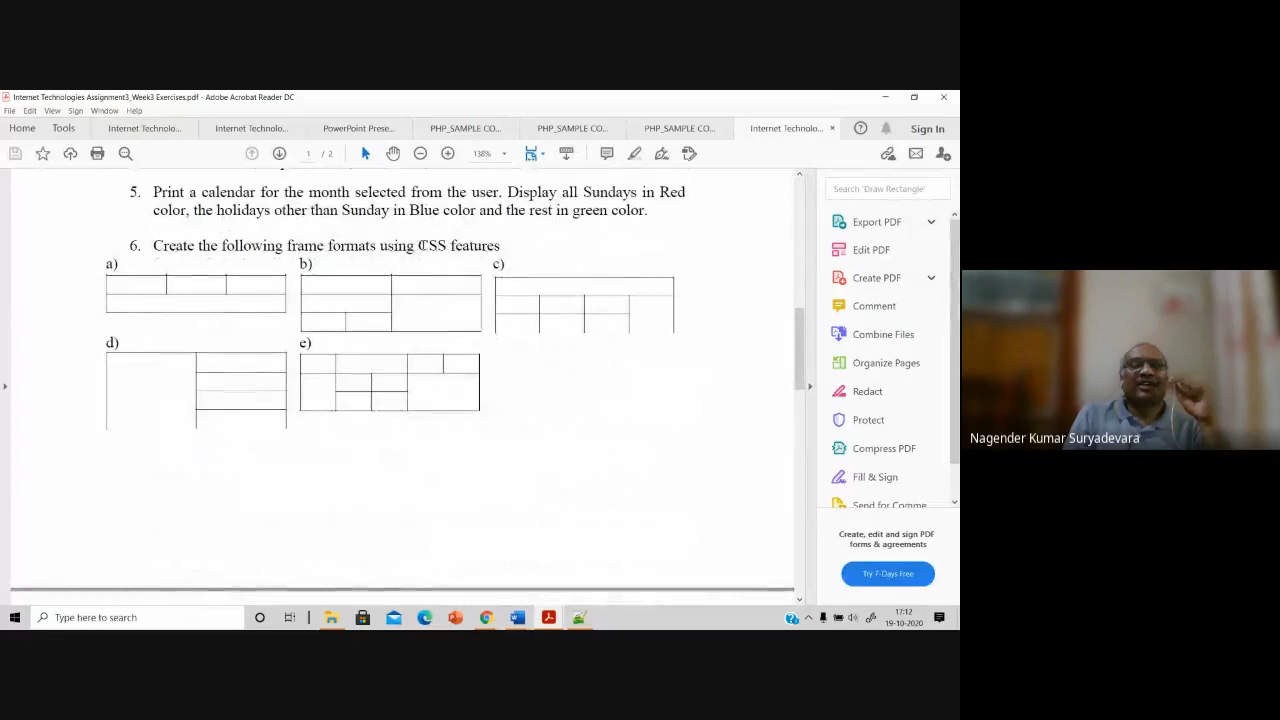 Internet Technologies Assignment3_Week3 Exercises.pdf - Adobe Acrobat Reader DC
File Edit View Sign Window Help
Home Tools Internet Technolo... Internet Technolo... PowerPoint Prese... PHP_SAMPLE CO... PHP_SAMPLE CO... PHP_SAMPLE CO... Internet Technolo... × Sign In
1 / 2 138%
5. Print a calendar for the month selected from the user. Display all Sundays in Red
color, the holidays other than Sunday in Blue color and the rest in green color.
6. Create the following frame formats using CSS features
a) b) c)
d) e)
Search 'Draw Rectangle'
Export PDF
Edit PDF
Create PDF
Comment
Combine Files
Organize Pages
Redact
Protect
Compress PDF
Fill & Sign
Send for Comme
Create, edit and sign PDF
forms & agreements
Try 7-Days Free
Nagender Kumar Suryadevara
Type here to search
17:12
19-10-2020